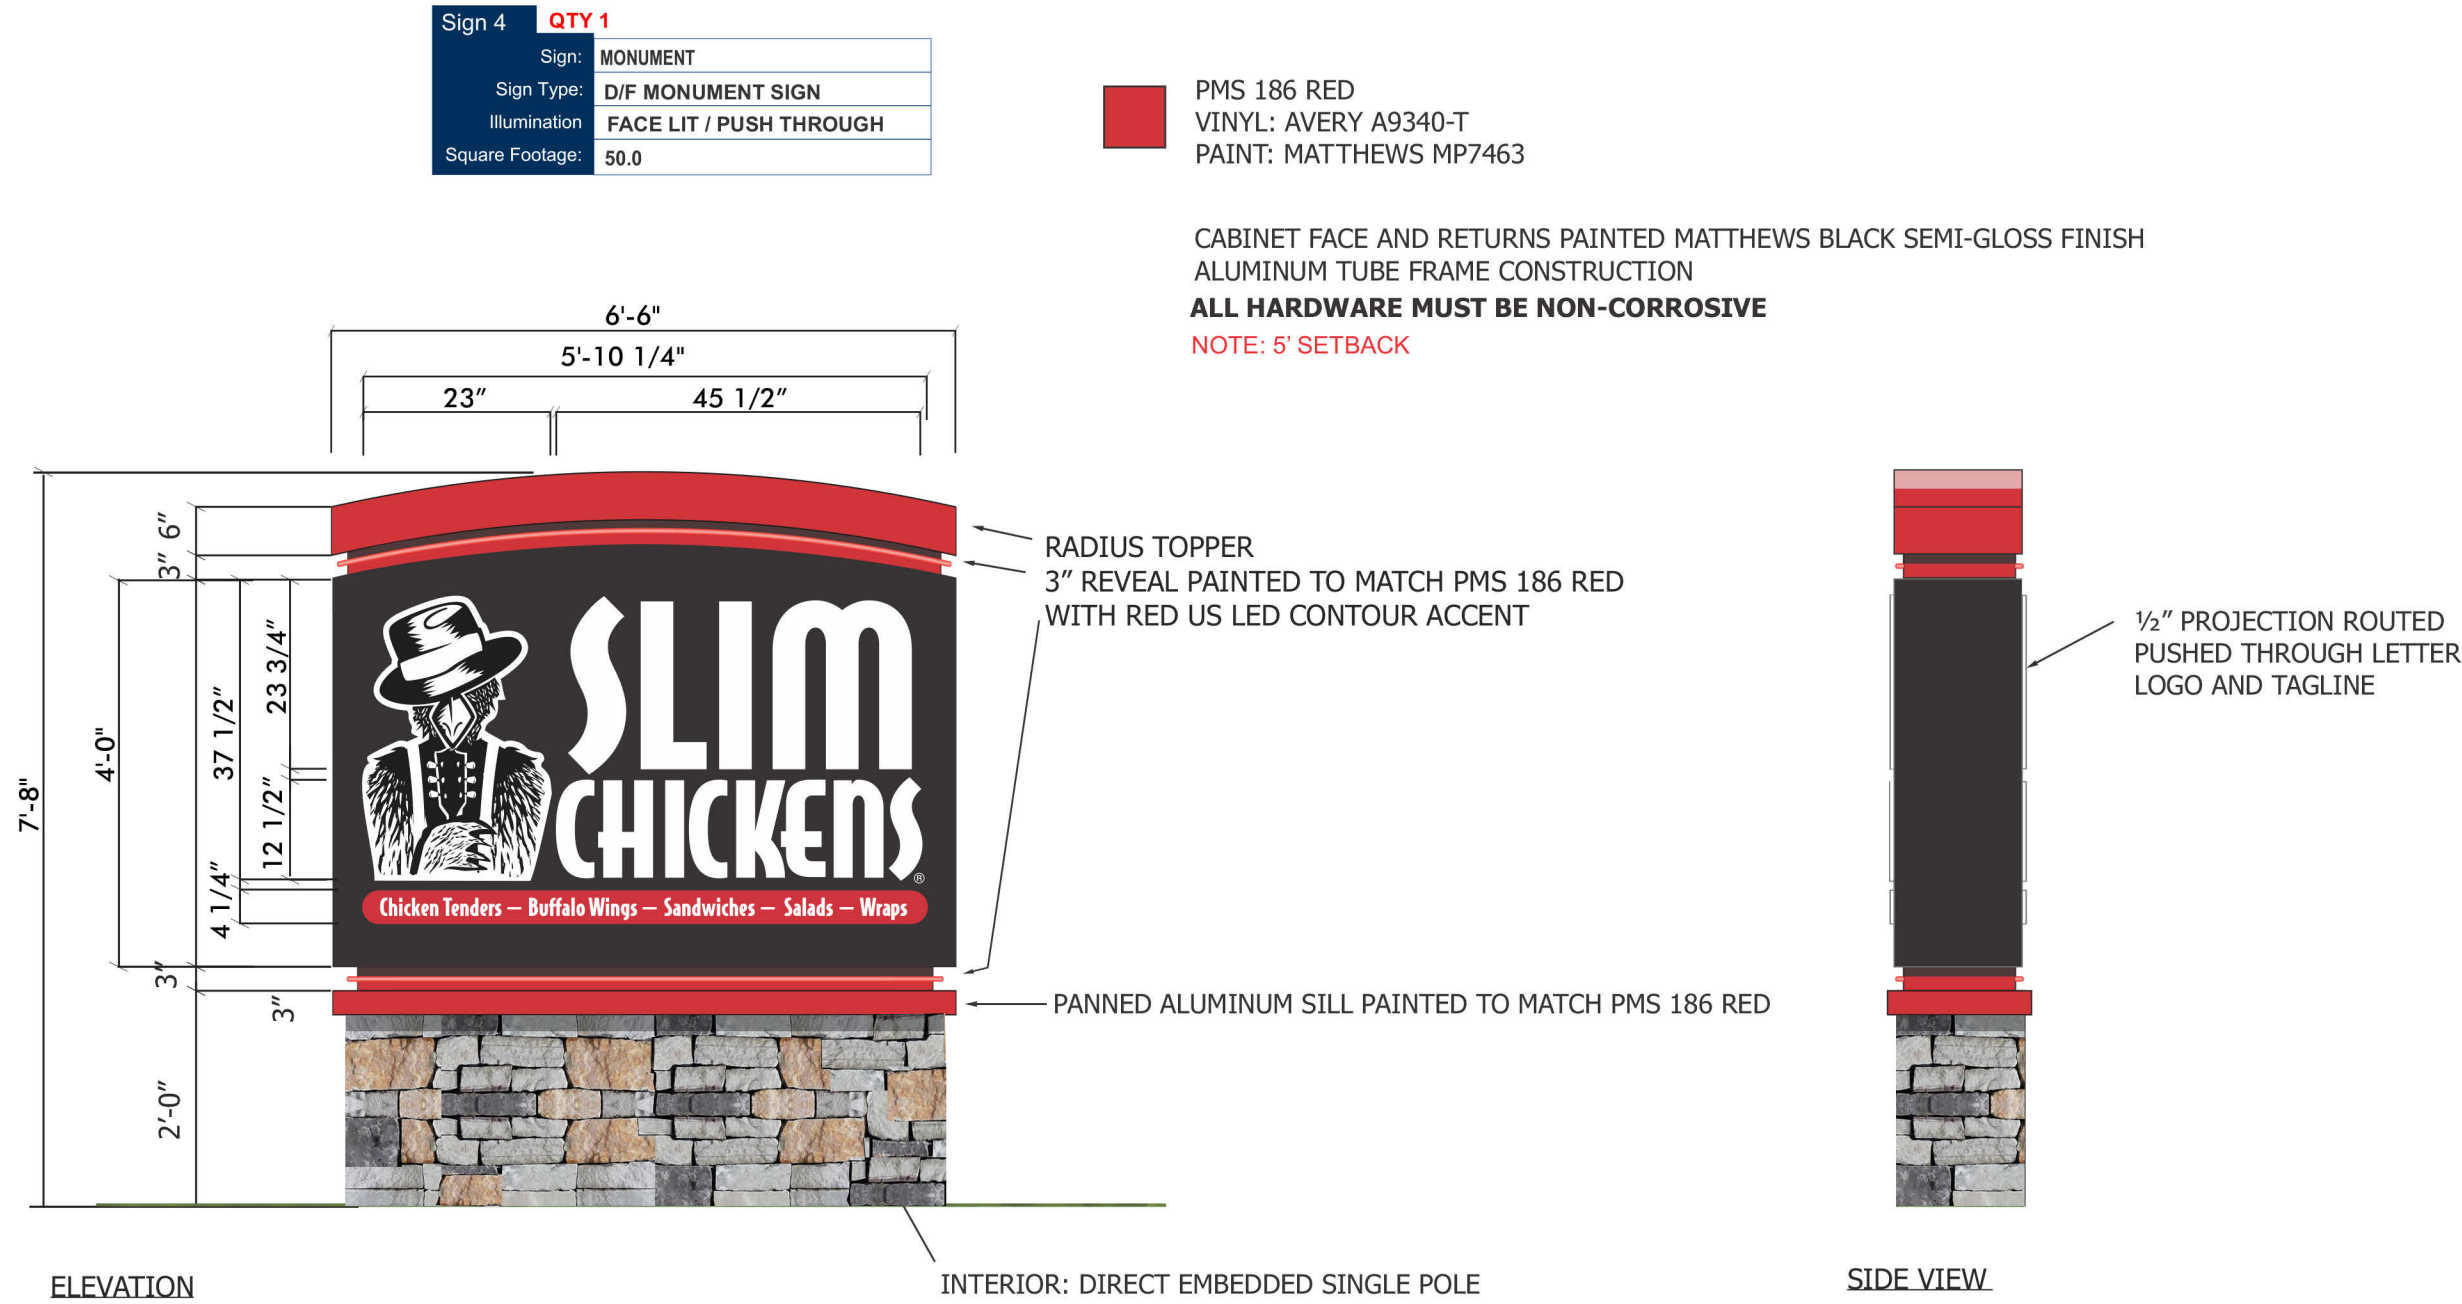 Sign 4 QTY 1
Sign: MONUMENT
Sign Type: D/F MONUMENT SIGN
Illumination FACE LIT / PUSH THROUGH
Square Footage: 50.0
PMS 186 RED
VINYL: AVERY A9340-T
PAINT: MATTHEWS MP7463
CABINET FACE AND RETURNS PAINTED MATTHEWS BLACK SEMI-GLOSS FINISH
ALUMINUM TUBE FRAME CONSTRUCTION
ALL HARDWARE MUST BE NON-CORROSIVE
NOTE: 5' SETBACK
6'-6"
5'-10 1/4"
23"
45 1/2"
7'-8"
4'-0"
6"
3"
37 1/2"
23 3/4"
12 1/2"
4 1/4"
3"
3"
2'-0"
SLIM
CHICKENS®
Chicken Tenders — Buffalo Wings — Sandwiches — Salads — Wraps
RADIUS TOPPER
3" REVEAL PAINTED TO MATCH PMS 186 RED
WITH RED US LED CONTOUR ACCENT
½" PROJECTION ROUTED
PUSHED THROUGH LETTER
LOGO AND TAGLINE
PANNED ALUMINUM SILL PAINTED TO MATCH PMS 186 RED
INTERIOR: DIRECT EMBEDDED SINGLE POLE
ELEVATION
SIDE VIEW